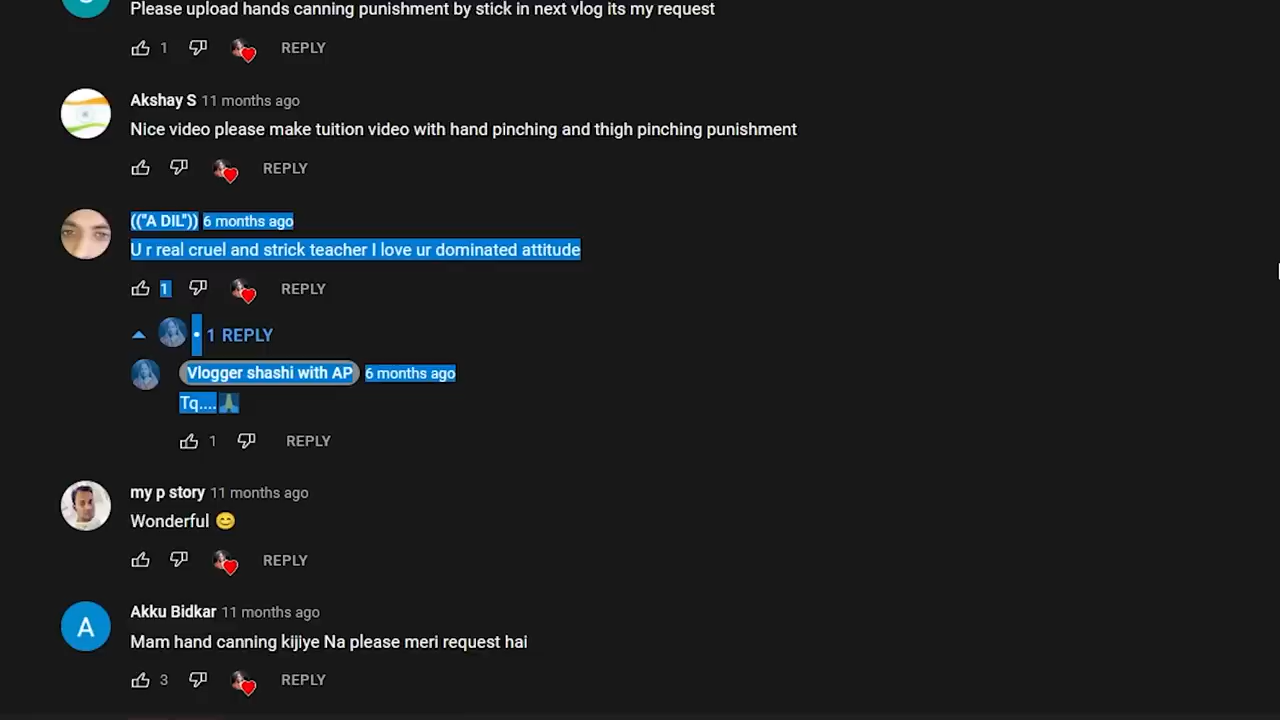 Please upload hands canning punishment by stick in next vlog its my request
1 REPLY
Akshay S 11 months ago
Nice video please make tuition video with hand pinching and thigh pinching punishment
REPLY
(("A DIL")) 6 months ago
U r real cruel and strick teacher I love ur dominated attitude
1 REPLY
• 1 REPLY
Vlogger shashi with AP 6 months ago
Tq....🙏
1 REPLY
my p story 11 months ago
Wonderful 😊
REPLY
A
Akku Bidkar 11 months ago
Mam hand canning kijiye Na please meri request hai
3 REPLY